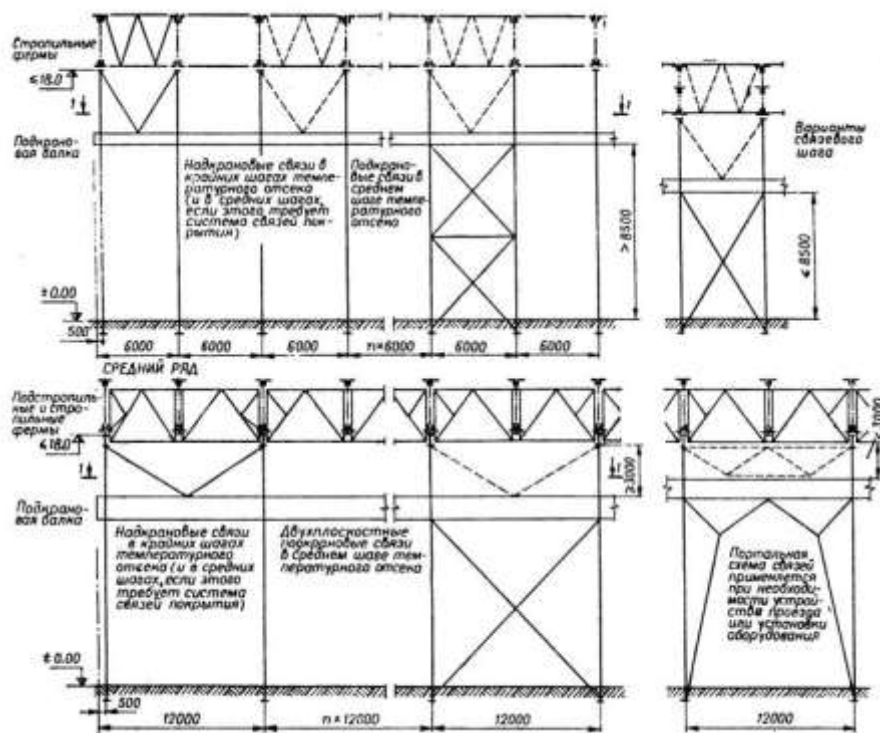 Стропильные
фермы
≤18.0
1
1
Подкрано-
вая балка
Надкрановые связи в
крайних шагах темпе-
ратурного отсека
(и в средних шагах,
если этого требует
система связей пок-
рытия)
Подкрано-
вые связи в
среднем
шаге темпе-
ратурного
отсека
> 8500
± 0.00
500
6000
6000
6000
n×6000
6000
6000
Варианты
связевого
шага
≤ 8500
СРЕДНИЙ РЯД
Подстропиль-
ные и стро-
пильные
фермы
≤18.0
1
1
≥3000
Подкрано-
вая балка
Надкрановые связи
в крайних шагах
температурного
отсека (и в средних
шагах, если этого
требует система
связей покрытия)
Двухплоскостные
подкрановые связи
в среднем шаге тем-
пературного отсека
± 0.00
500
12000
n×12000
12000
Портальная
схема связей
применяется
при необходи-
мости устрой-
ства проезда
или установки
оборудования
12000